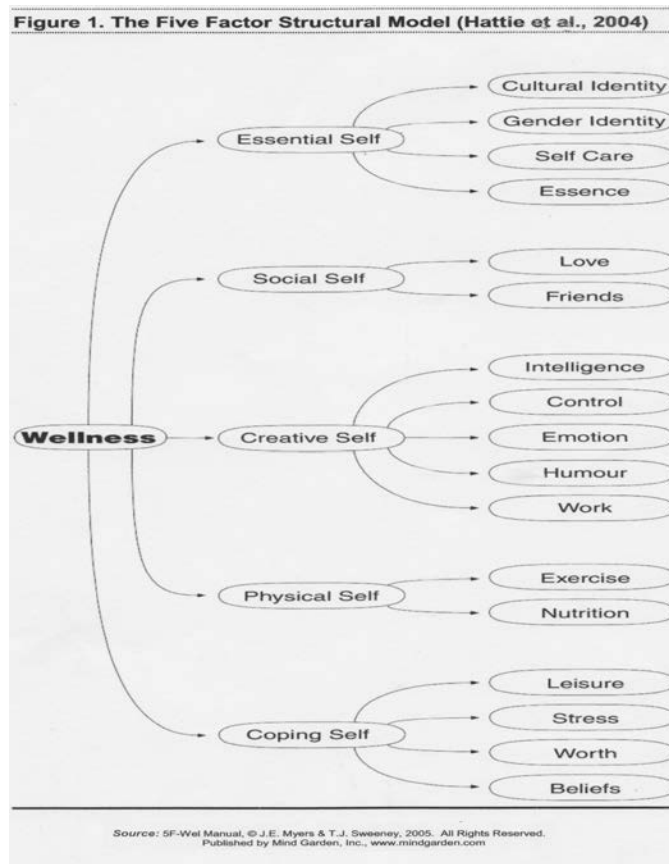 Figure 1. The Five Factor Structural Model (Hattie et al., 2004)
Cultural Identity
Gender Identity
Essential Self
Self Care
Essence
Love
Social Self
Friends
Intelligence
Control
Wellness
Creative Self
Emotion
Humour
Work
Exercise
Physical Self
Nutrition
Leisure
Stress
Coping Self
Worth
Beliefs
Source: 5F-Wel Manual, © J.E. Myers & T.J. Sweeney, 2005. All Rights Reserved.
Published by Mind Garden, Inc., www.mindgarden.com